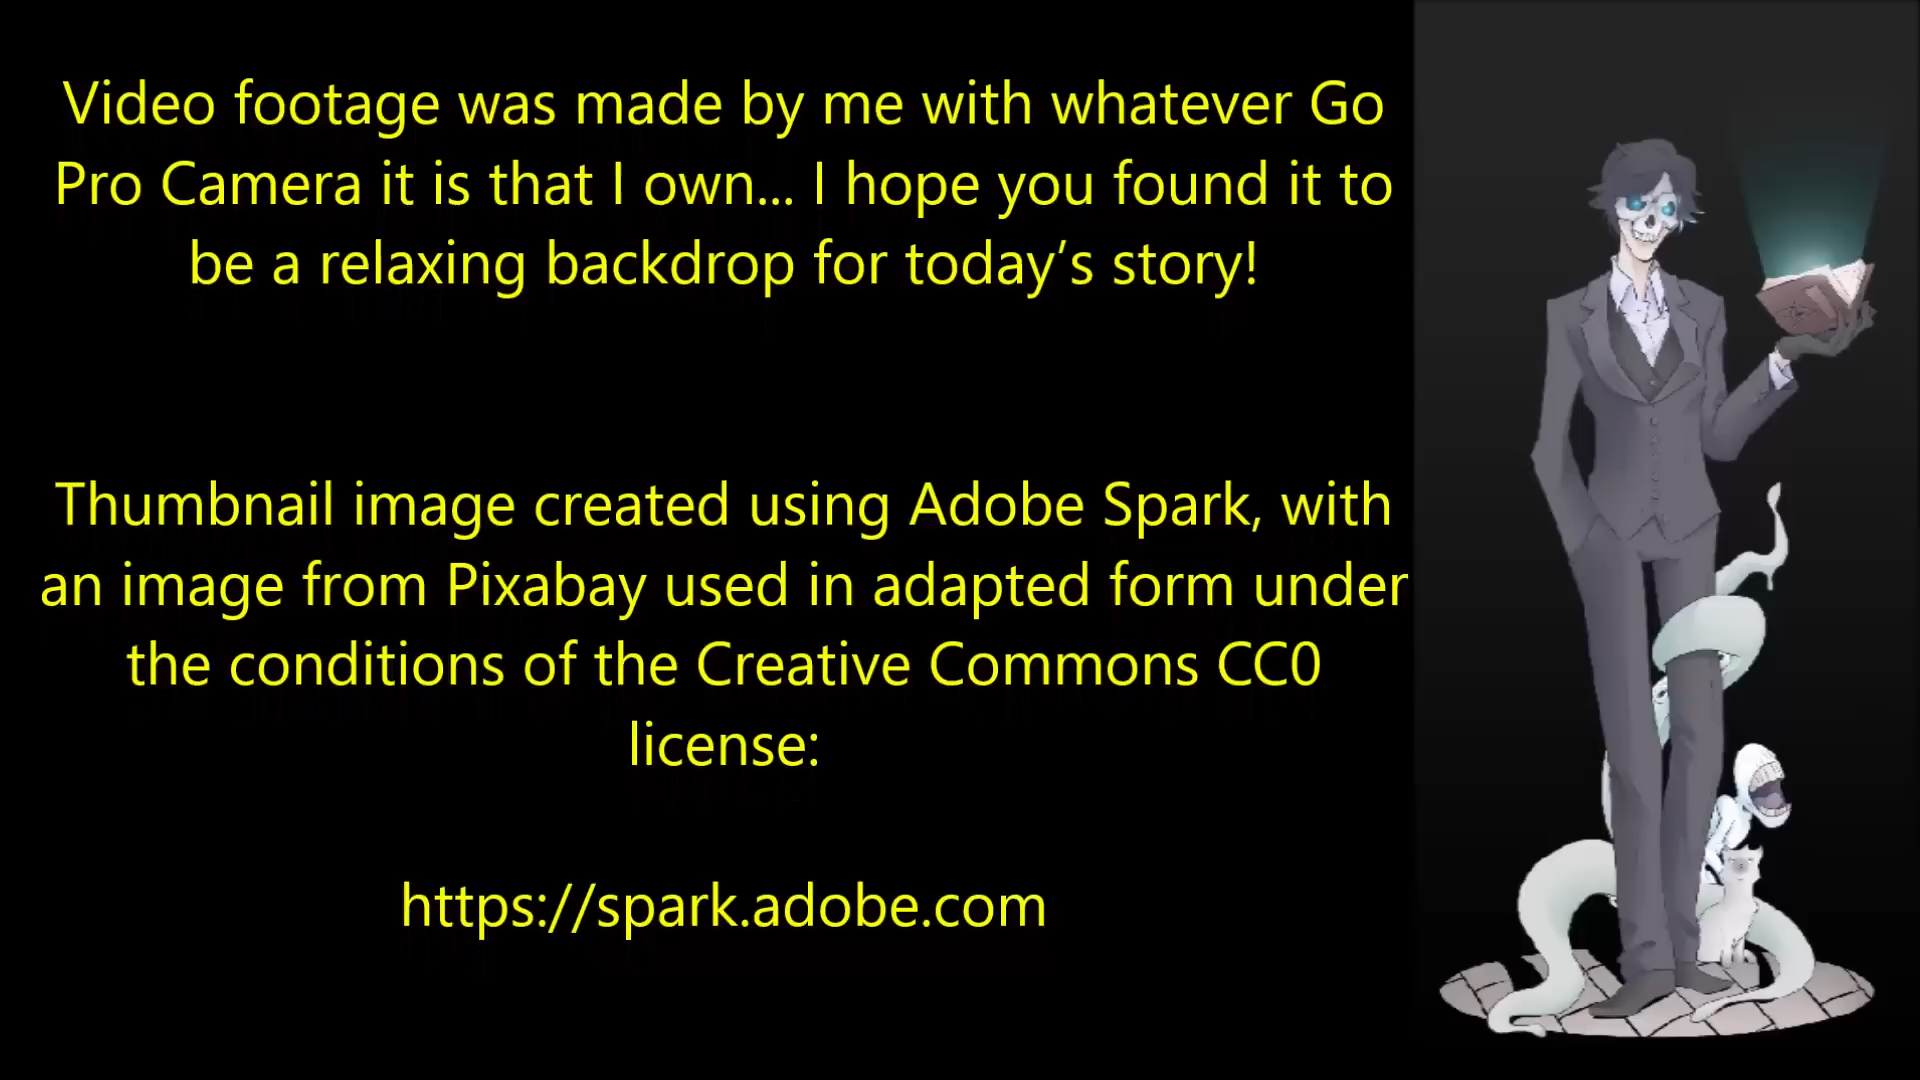 Video footage was made by me with whatever Go
Pro Camera it is that I own... I hope you found it to
be a relaxing backdrop for today’s story!
Thumbnail image created using Adobe Spark, with
an image from Pixabay used in adapted form under
the conditions of the Creative Commons CC0
license:
https://spark.adobe.com